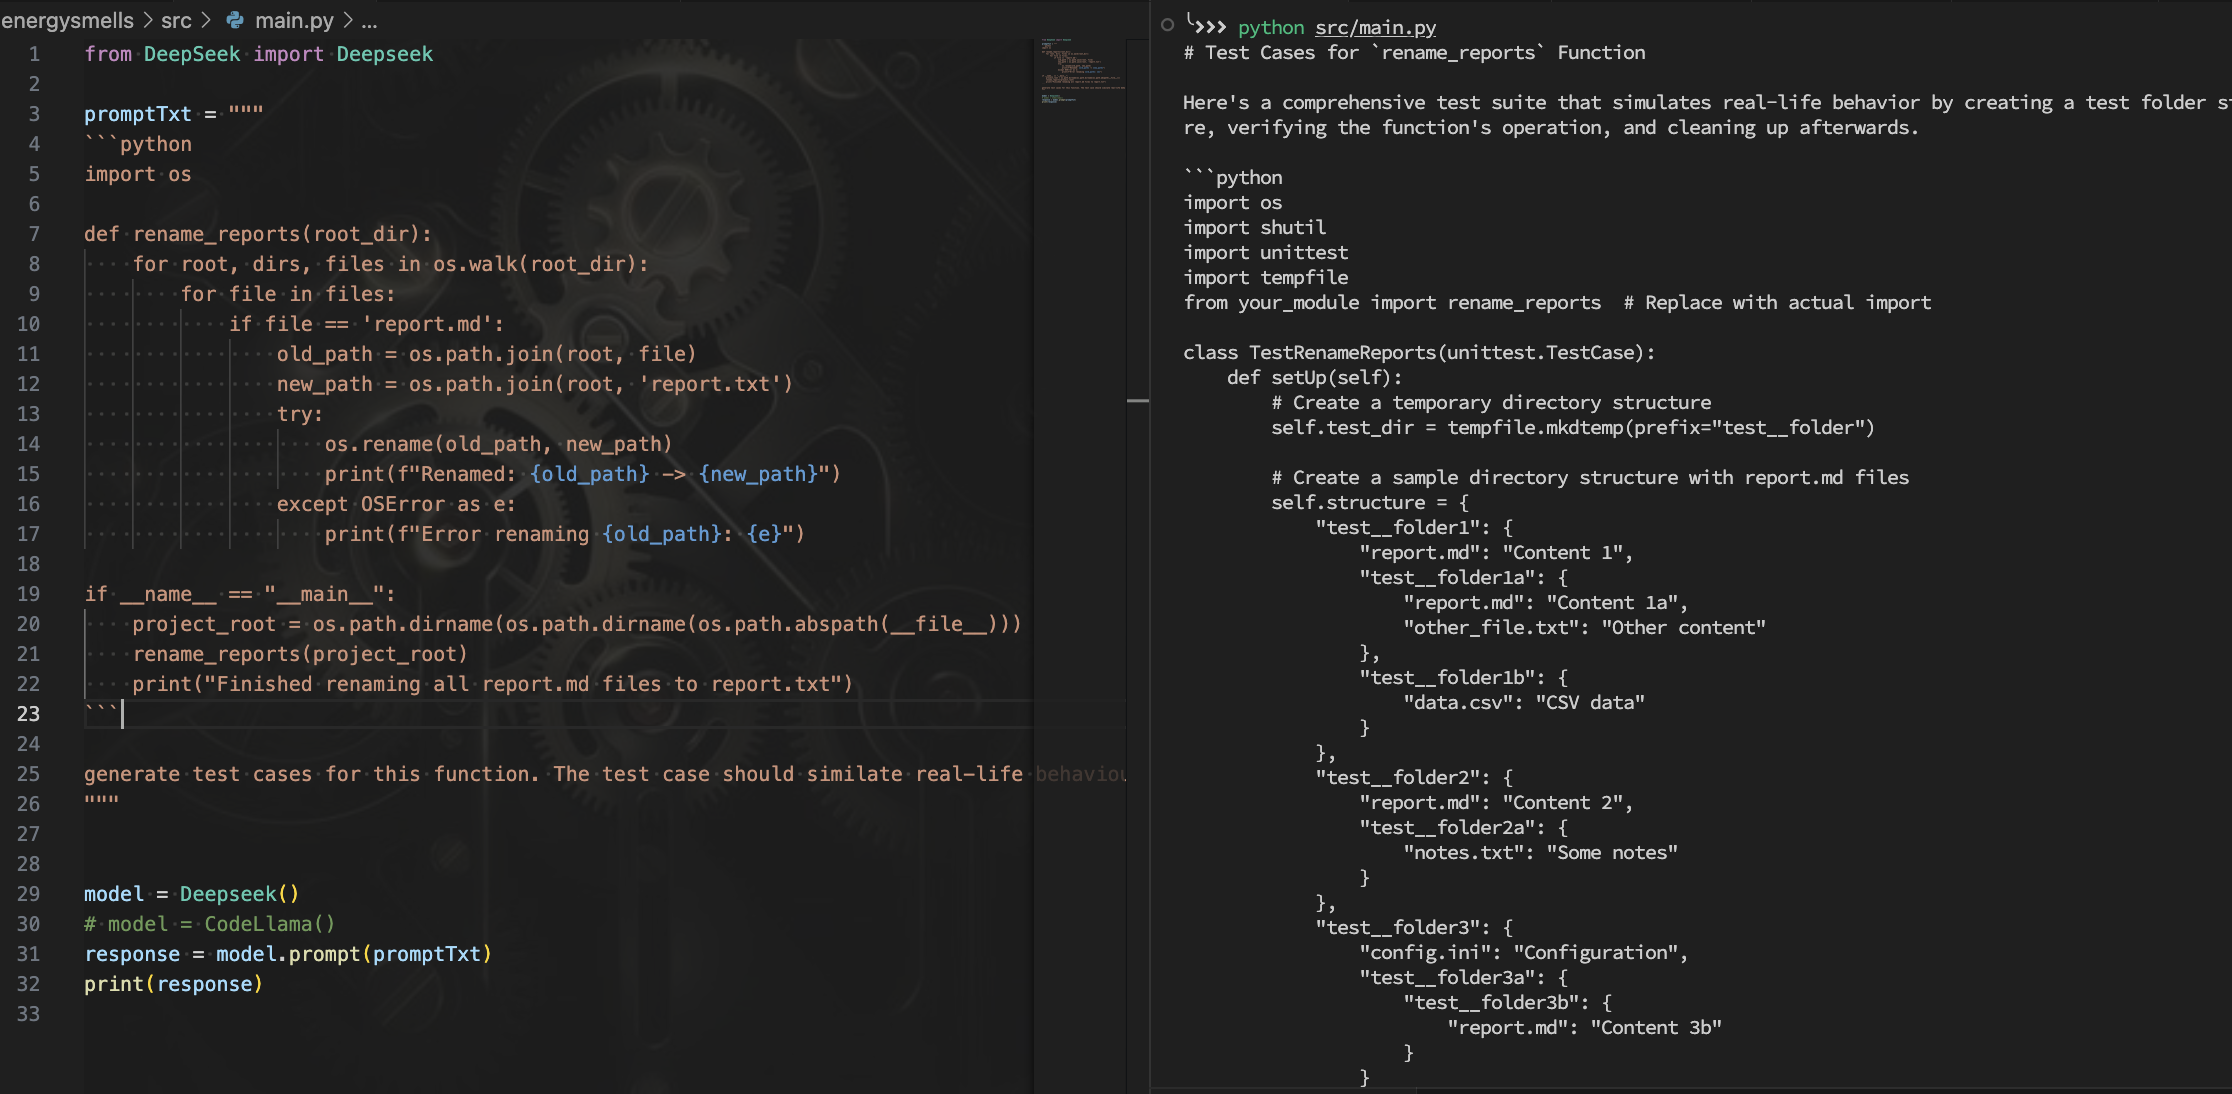 energysmells > src > main.py > ...
1 from DeepSeek import Deepseek
2
3 promptTxt = """
4 ```python
5 import os
6
7 def rename_reports(root_dir):
8     for root, dirs, files in os.walk(root_dir):
9         for file in files:
10             if file == 'report.md':
11                 old_path = os.path.join(root, file)
12                 new_path = os.path.join(root, 'report.txt')
13                 try:
14                     os.rename(old_path, new_path)
15                     print(f"Renamed: {old_path} -> {new_path}")
16                 except OSError as e:
17                     print(f"Error renaming {old_path}: {e}")
18
19 if __name__ == "__main__":
20     project_root = os.path.dirname(os.path.dirname(os.path.abspath(__file__)))
21     rename_reports(project_root)
22     print("Finished renaming all report.md files to report.txt")
23 ```
24
25 generate test cases for this function. The test case should similate real-life behaviou
26 """
27
28
29 model = Deepseek()
30 # model = CodeLlama()
31 response = model.prompt(promptTxt)
32 print(response)
33
>>> python src/main.py
# Test Cases for `rename_reports` Function

Here's a comprehensive test suite that simulates real-life behavior by creating a test folder st
re, verifying the function's operation, and cleaning up afterwards.

```python
import os
import shutil
import unittest
import tempfile
from your_module import rename_reports  # Replace with actual import

class TestRenameReports(unittest.TestCase):
    def setUp(self):
        # Create a temporary directory structure
        self.test_dir = tempfile.mkdtemp(prefix="test__folder")

        # Create a sample directory structure with report.md files
        self.structure = {
            "test__folder1": {
                "report.md": "Content 1",
                "test__folder1a": {
                    "report.md": "Content 1a",
                    "other_file.txt": "Other content"
                },
                "test__folder1b": {
                    "data.csv": "CSV data"
                }
            },
            "test__folder2": {
                "report.md": "Content 2",
                "test__folder2a": {
                    "notes.txt": "Some notes"
                }
            },
            "test__folder3": {
                "config.ini": "Configuration",
                "test__folder3a": {
                    "test__folder3b": {
                        "report.md": "Content 3b"
                    }
                }